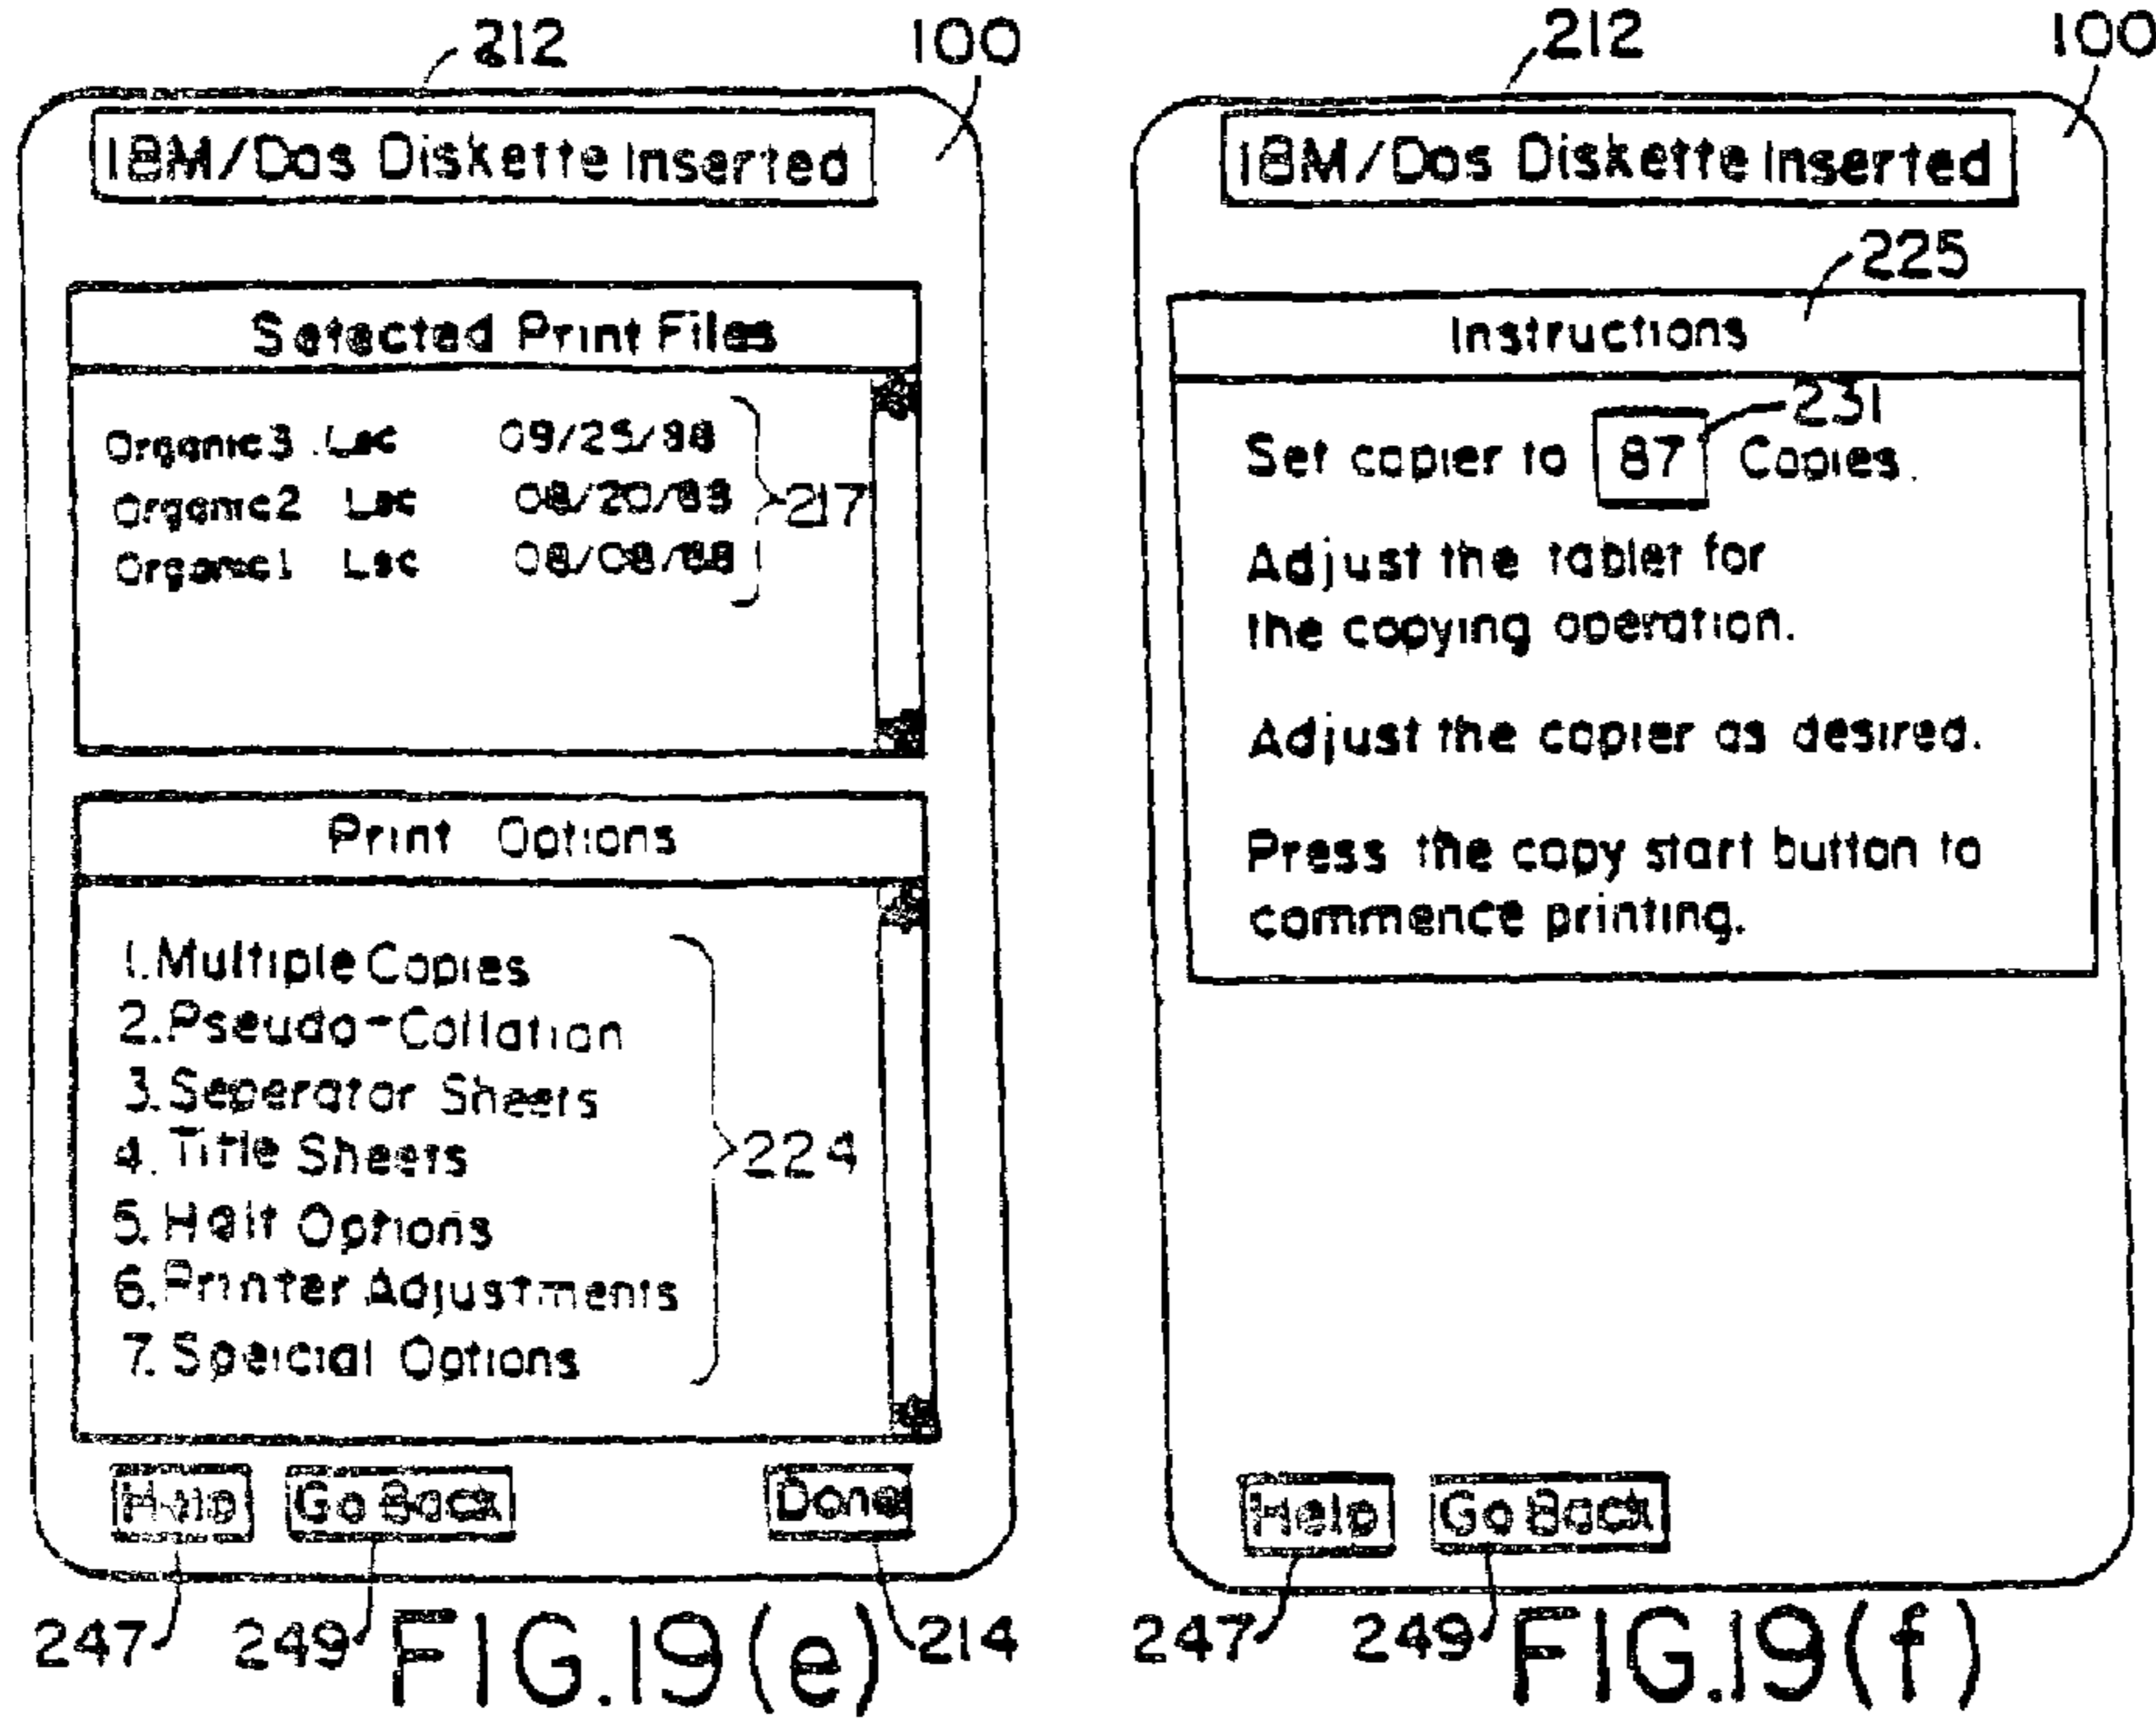 212
100
IBM/Dos Diskette Inserted
Selected Print Files
Organic3 .Lec 09/25/88
Organic2 Lec 08/20/88
Organic1 Lec 08/08/88
217
Print Options
1. Multiple Copies
2. Pseudo-Collation
3. Seperator Sheets
4. Title Sheets
5. Halt Options
6. Printer Adjustments
7. Speicial Options
224
Help Go Back Done
247 249 214
FIG.19(e)
212
100
IBM/Dos Diskette Inserted
225
Instructions
231
Set copier to 87 Copies.
Adjust the tablet for
the copying operation.
Adjust the copier as desired.
Press the copy start button to
commence printing.
Help Go Back
247 249
FIG.19(f)